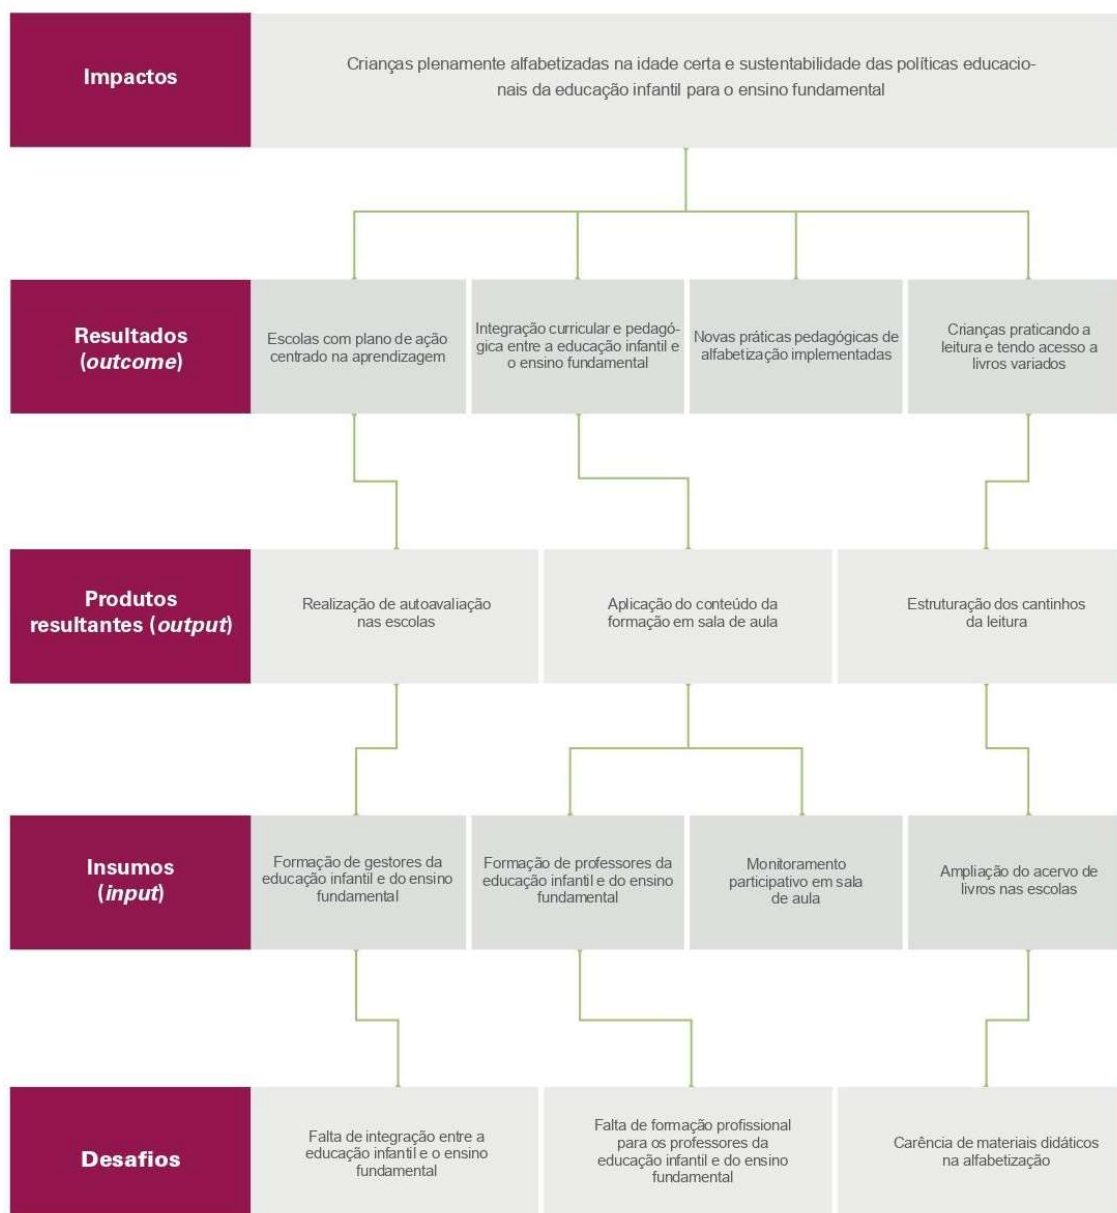 Impactos
Crianças plenamente alfabetizadas na idade certa e sustentabilidade das políticas educacio-
nais da educação infantil para o ensino fundamental
Resultados
(outcome)
Escolas com plano de ação
centrado na aprendizagem
Integração curricular e pedagó-
gica entre a educação infantil e
o ensino fundamental
Novas práticas pedagógicas de
alfabetização implementadas
Crianças praticando a
leitura e tendo acesso a
livros variados
Produtos
resultantes (output)
Realização de autoavaliação
nas escolas
Aplicação do conteúdo da
formação em sala de aula
Estruturação dos cantinhos
da leitura
Insumos
(input)
Formação de gestores da
educação infantil e do ensino
fundamental
Formação de professores da
educação infantil e do ensino
fundamental
Monitoramento
participativo em sala
de aula
Ampliação do acervo de
livros nas escolas
Desafios
Falta de integração entre a
educação infantil e o ensino
fundamental
Falta de formação profissional
para os professores da
educação infantil e do ensino
fundamental
Carência de materiais didáticos
na alfabetização